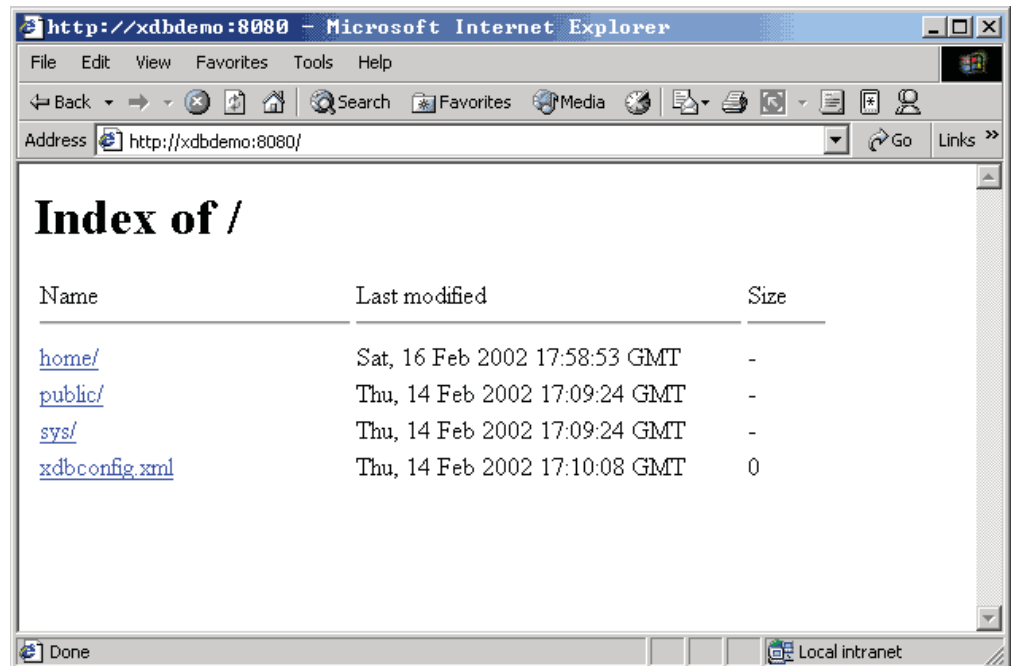 http://xdbdemo:8080 - Microsoft Internet Explorer
File Edit View Favorites Tools Help
Back Search Favorites Media
Address http://xdbdemo:8080/ Go Links »
Index of /
Name Last modified Size
home/ Sat, 16 Feb 2002 17:58:53 GMT -
public/ Thu, 14 Feb 2002 17:09:24 GMT -
sys/ Thu, 14 Feb 2002 17:09:24 GMT -
xdbconfig.xml Thu, 14 Feb 2002 17:10:08 GMT 0
Done Local intranet